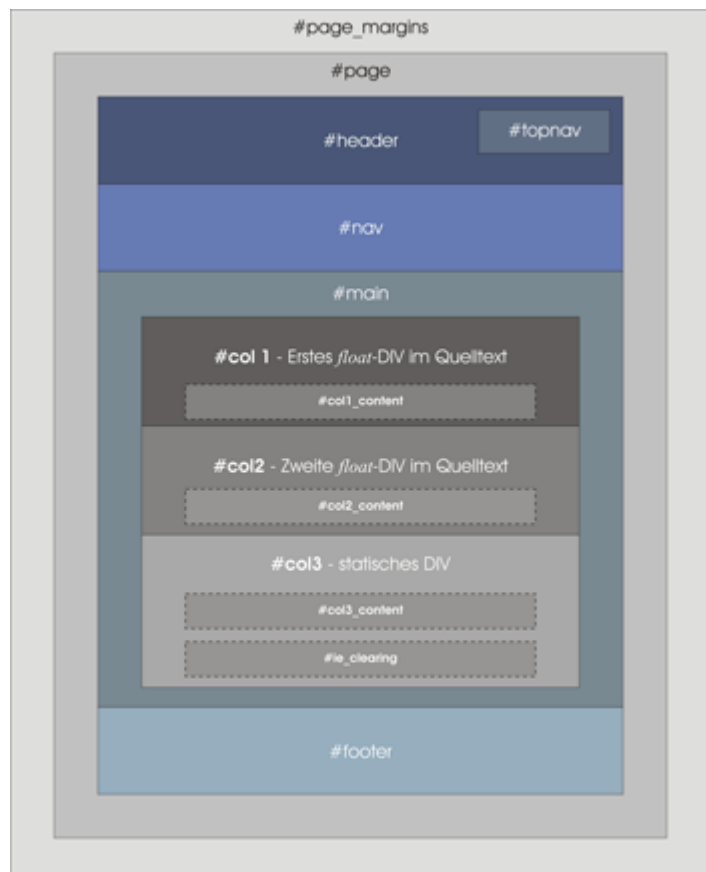 #page_margins
#page
#topnav
#header
#nav
#main
#col 1 - Erstes float-DIV im Quelltext
#col1_content
#col2 - Zweite float-DIV im Quelltext
#col2_content
#col3 - statisches DIV
#col3_content
#ie_clearing
#footer